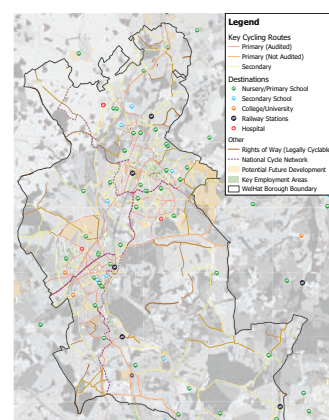 Legend
Key Cycling Routes
Primary (Audited)
Primary (Not Audited)
Secondary
Destinations
Nursery/Primary School
Secondary School
College/University
Railway Stations
Hospital
Other
Rights of Way (Legally Cyclable)
National Cycle Network
Potential Future Development
Key Employment Areas
WelHat Borough Boundary